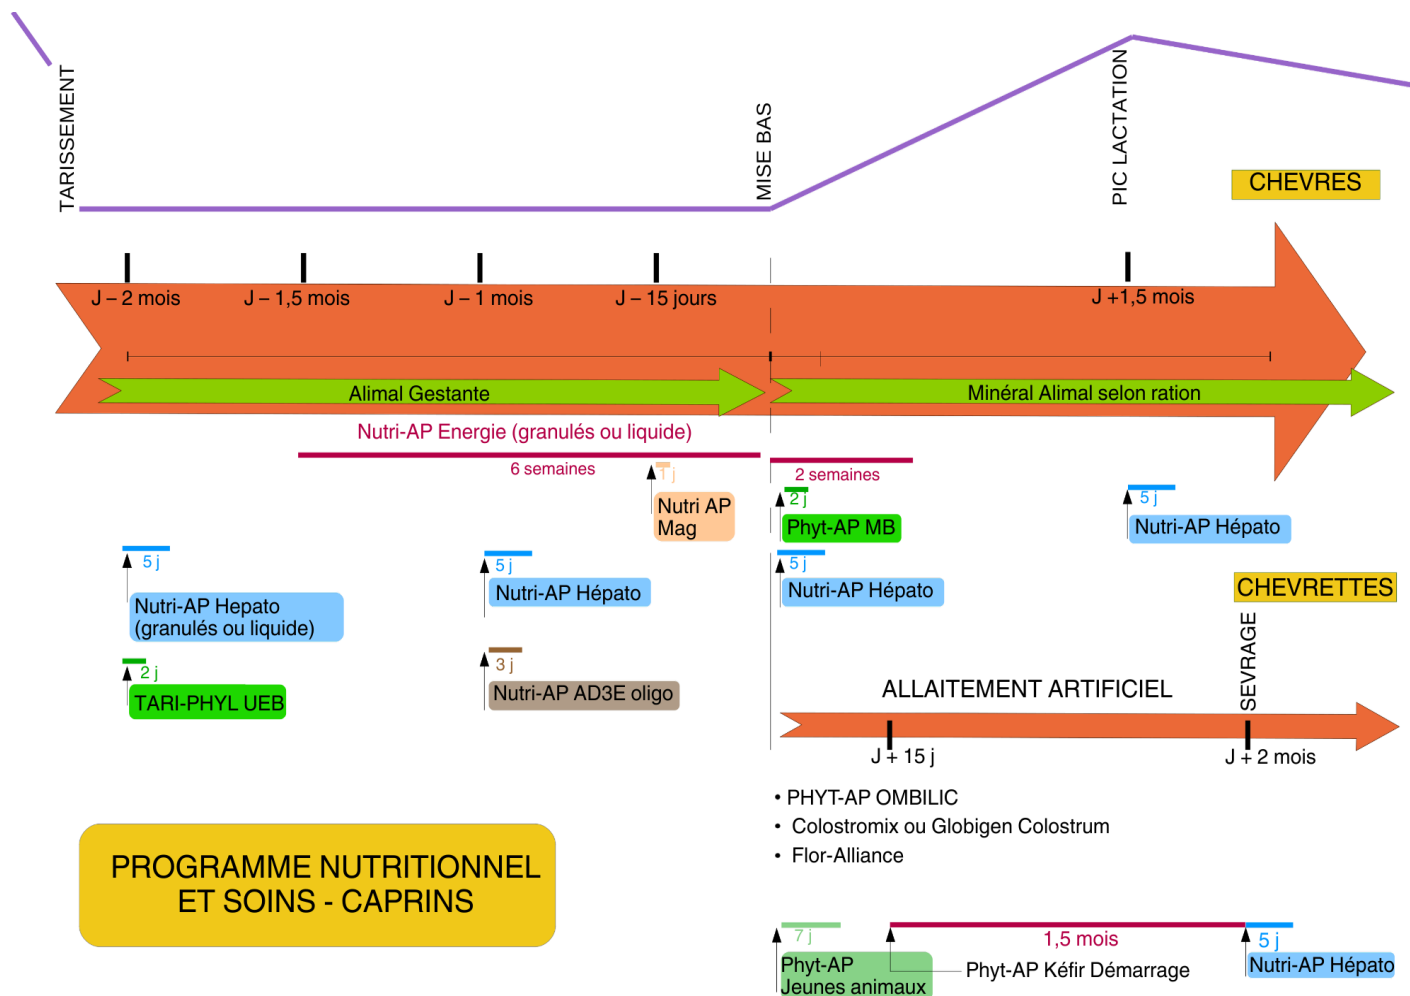 TARISSEMENT
MISE BAS
PIC LACTATION
CHEVRES
J – 2 mois
J – 1,5 mois
J – 1 mois
J – 15 jours
J +1,5 mois
Alimal Gestante
Minéral Alimal selon ration
Nutri-AP Energie (granulés ou liquide)
6 semaines
1 j
2 semaines
Nutri AP
Mag
2 j
Phyt-AP MB
5 j
Nutri-AP Hépato
5 j
Nutri-AP Hepato
(granulés ou liquide)
5 j
Nutri-AP Hépato
5 j
Nutri-AP Hépato
2 j
TARI-PHYL UEB
3 j
Nutri-AP AD3E oligo
CHEVRETTES
SEVRAGE
ALLAITEMENT ARTIFICIEL
J + 15 j
J + 2 mois
• PHYT-AP OMBILIC
• Colostromix ou Globigen Colostrum
• Flor-Alliance
PROGRAMME NUTRITIONNEL
ET SOINS - CAPRINS
7 j
Phyt-AP
Jeunes animaux
1,5 mois
Phyt-AP Kéfir Démarrage
5 j
Nutri-AP Hépato